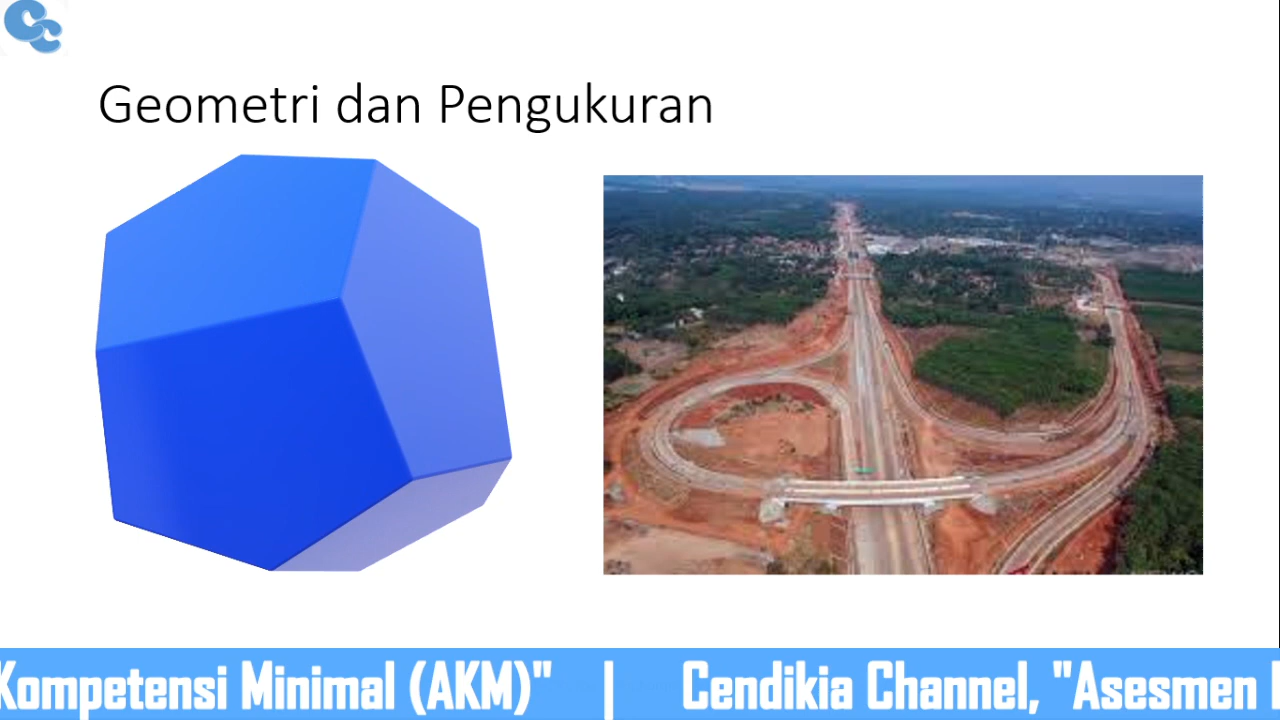 Geometri dan Pengukuran
Kompetensi Minimal (AKM)" | Cendikia Channel, "Asesmen